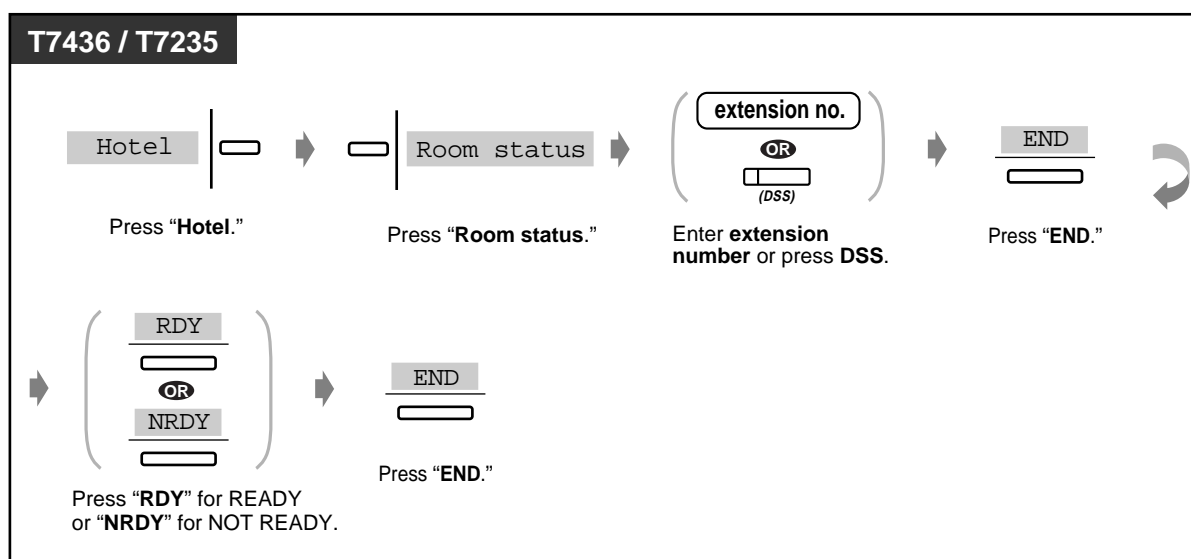 T7436 / T7235
Hotel
Press “Hotel.”
Room status
Press “Room status.”
extension no.
OR
(DSS)
Enter extension
number or press DSS.
END
Press “END.”
RDY
OR
NRDY
Press “RDY” for READY
or “NRDY” for NOT READY.
END
Press “END.”